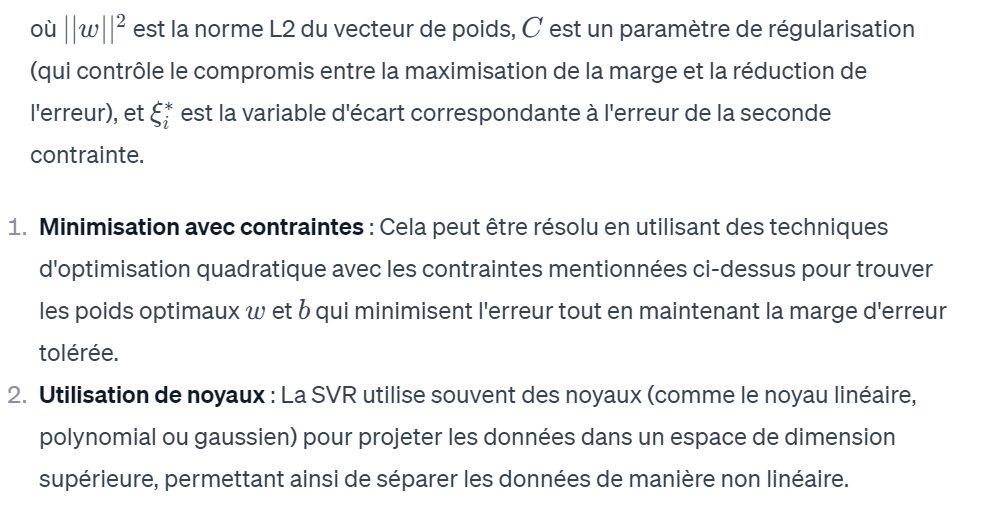 où ||w||² est la norme L2 du vecteur de poids, C est un paramètre de régularisation
(qui contrôle le compromis entre la maximisation de la marge et la réduction de
l'erreur), et ξᵢ* est la variable d'écart correspondante à l'erreur de la seconde
contrainte.
1. Minimisation avec contraintes : Cela peut être résolu en utilisant des techniques
d'optimisation quadratique avec les contraintes mentionnées ci-dessus pour trouver
les poids optimaux w et b qui minimisent l'erreur tout en maintenant la marge d'erreur
tolérée.
2. Utilisation de noyaux : La SVR utilise souvent des noyaux (comme le noyau linéaire,
polynomial ou gaussien) pour projeter les données dans un espace de dimension
supérieure, permettant ainsi de séparer les données de manière non linéaire.